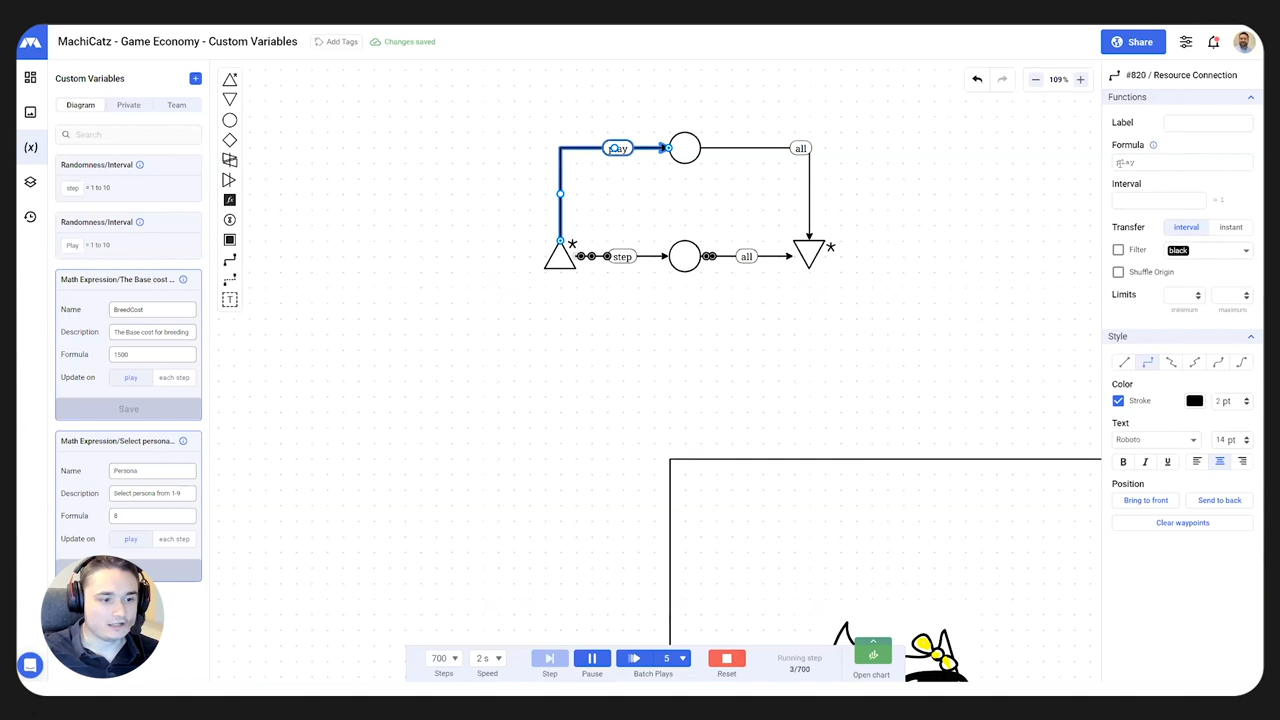 MachiCatz - Game Economy - Custom Variables
Add Tags
Changes saved
Share
Custom Variables
Diagram
Private
Team
Search
Randomness/Interval
step = 1 to 10
Randomness/Interval
Play = 1 to 10
Math Expression/The Base cost ...
Name BreedCost
Description The Base cost for breeding
Formula 1500
Update on play each step
Save
Math Expression/Select persona...
Name Persona
Description Select persona from 1-9
Formula 8
Update on play each step
(x)
109%
play
all
*
step
all
*
T
700
2 s
5
Steps
Speed
Step
Pause
Batch Plays
Reset
Running step
3/700
Open chart
#820 / Resource Connection
Functions
Label
Formula
play
Interval
= 1
Transfer interval instant
Filter black
Shuffle Origin
Limits
minimum maximum
Style
Color
Stroke 2 pt
Text
Roboto 14 pt
B I U
Position
Bring to front Send to back
Clear waypoints